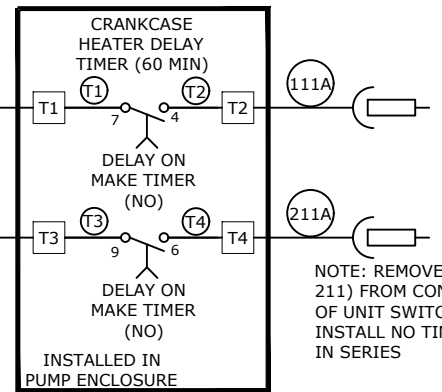 CRANKCASE
HEATER DELAY
TIMER (60 MIN)
T1 T1 7 4 T2 T2 111A
DELAY ON
MAKE TIMER
(NO)
T3 T3 9 6 T4 T4 211A
DELAY ON
MAKE TIMER
(NO)
NOTE: REMOVE
211) FROM CON
OF UNIT SWITC
INSTALL NO TI
IN SERIES
INSTALLED IN
PUMP ENCLOSURE